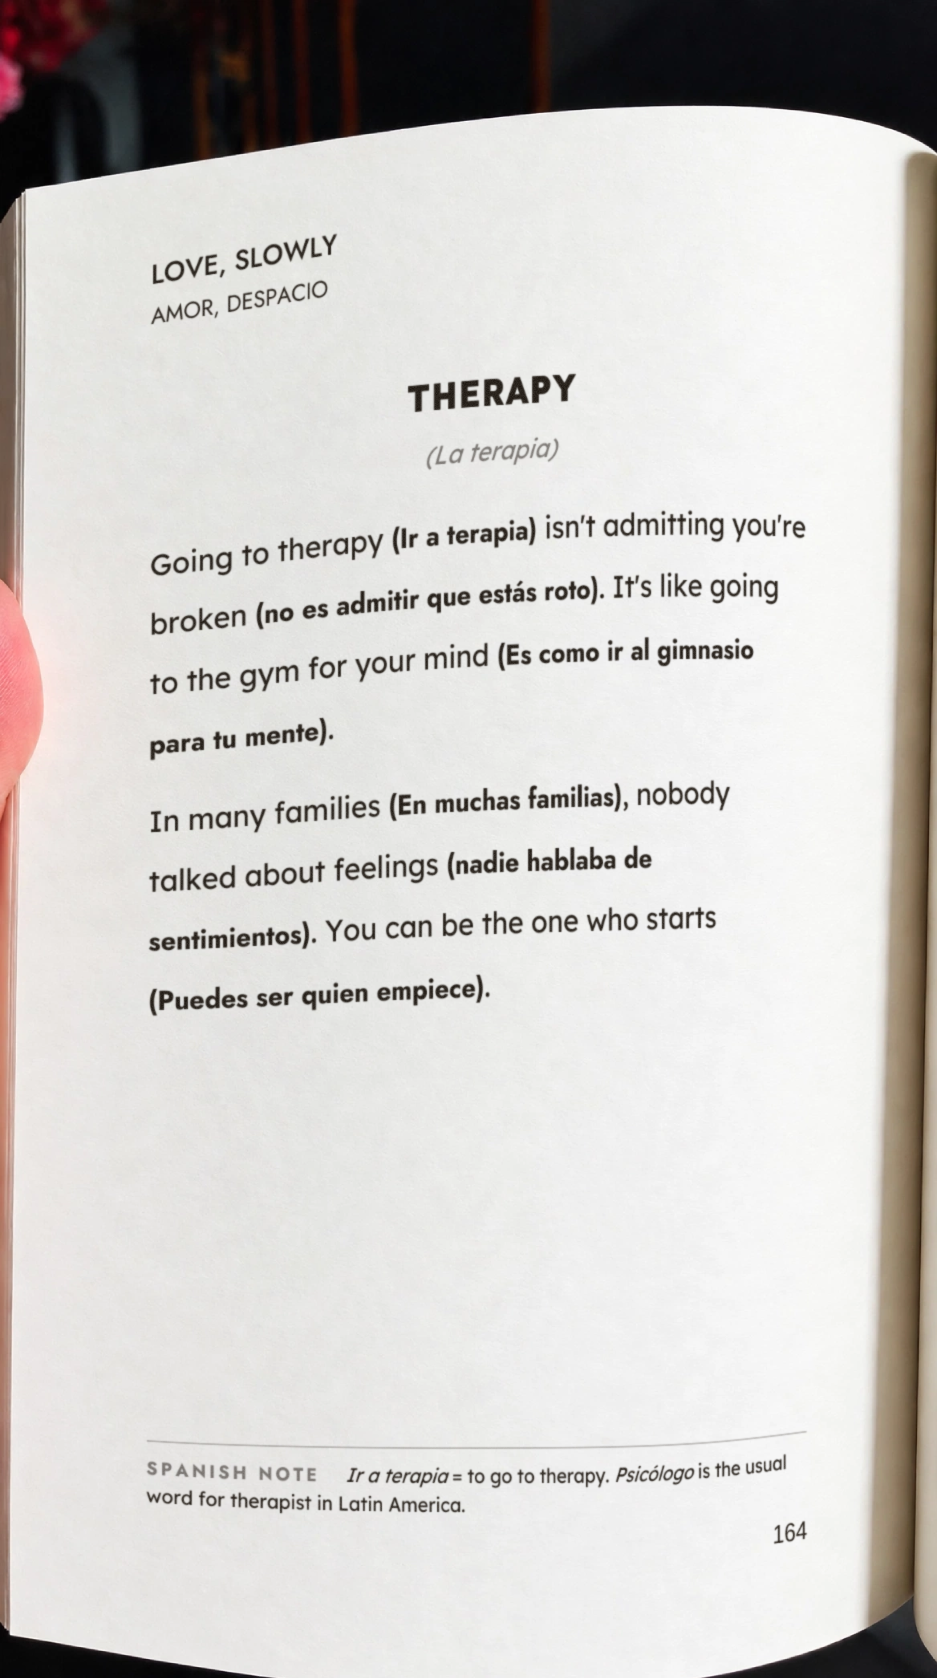 LOVE, SLOWLY
AMOR, DESPACIO
THERAPY
(La terapia)
Going to therapy (Ir a terapia) isn't admitting you're
broken (no es admitir que estás roto). It's like going
to the gym for your mind (Es como ir al gimnasio
para tu mente).
In many families (En muchas familias), nobody
talked about feelings (nadie hablaba de
sentimientos). You can be the one who starts
(Puedes ser quien empiece).
SPANISH NOTE Ir a terapia = to go to therapy. Psicólogo is the usual
word for therapist in Latin America.
164